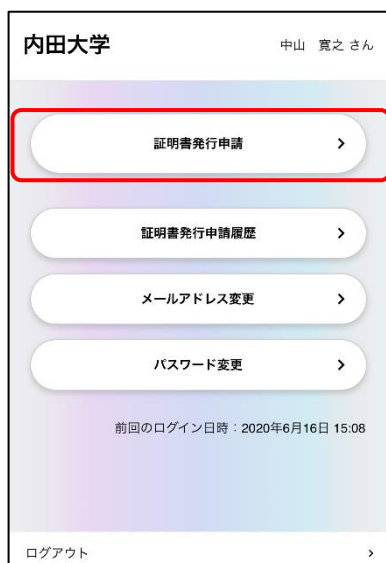 内田大学 中山 寛之 さん
証明書発行申請
証明書発行申請履歴
メールアドレス変更
パスワード変更
前回のログイン日時：2020年6月16日 15:08
ログアウト